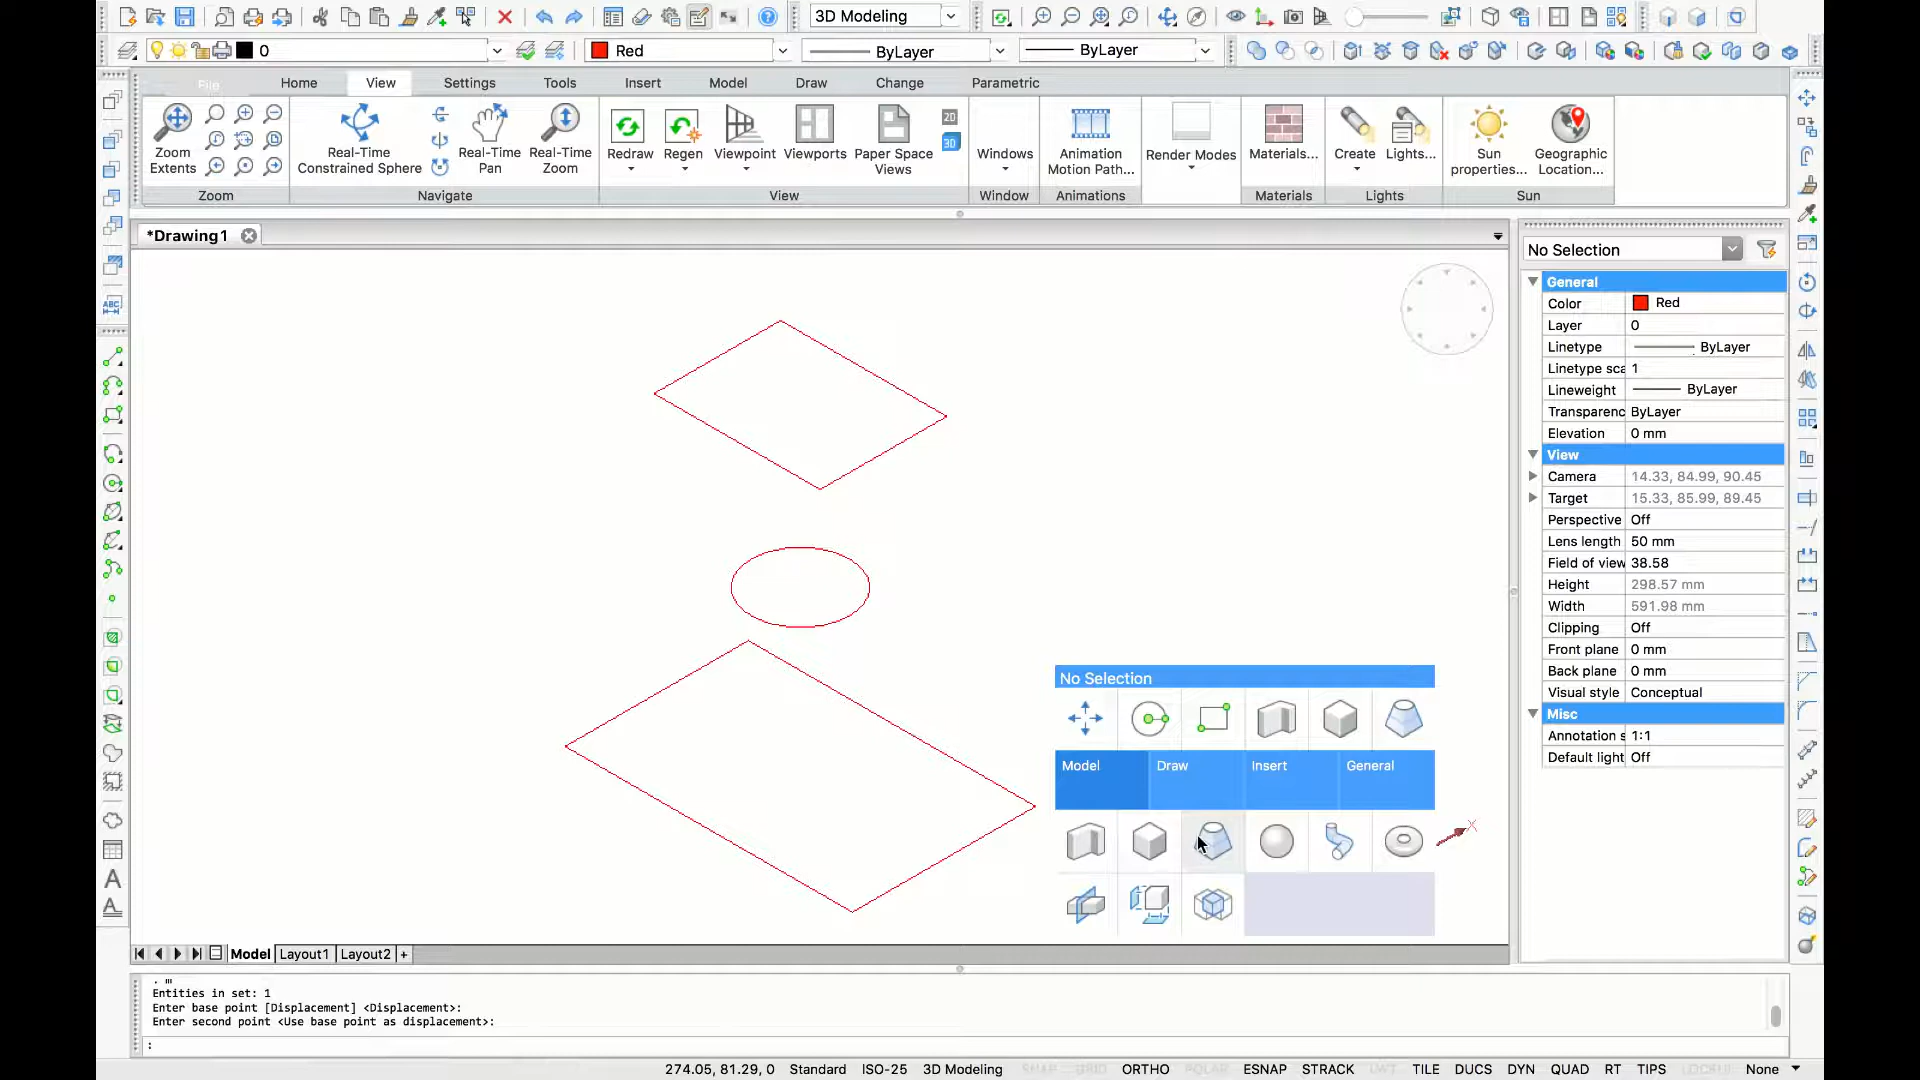 3D Modeling
0
Red
ByLayer
ByLayer
File
Home
View
Settings
Tools
Insert
Model
Draw
Change
Parametric
Zoom
Extents
Real-Time
Constrained Sphere
Real-Time
Pan
Real-Time
Zoom
Redraw
Regen
Viewpoint
Viewports
Paper Space
Views
2D
3D
Windows
Animation
Motion Path...
Render Modes
Materials...
Create
Lights...
Sun
properties...
Geographic
Location...
Zoom
Navigate
View
Window
Animations
Materials
Lights
Sun
*Drawing1
No Selection
General
Color Red
Layer 0
Linetype ByLayer
Linetype sca 1
Lineweight ByLayer
Transparenc ByLayer
Elevation 0 mm
View
Camera 14.33, 84.99, 90.45
Target 15.33, 85.99, 89.45
Perspective Off
Lens length 50 mm
Field of view 38.58
Height 298.57 mm
Width 591.98 mm
Clipping Off
Front plane 0 mm
Back plane 0 mm
Visual style Conceptual
Misc
Annotation s 1:1
Default light Off
ABC
A
A
No Selection
Model
Draw
Insert
General
X
Model
Layout1
Layout2
+
Entities in set: 1
Enter base point [Displacement] <Displacement>:
Enter second point <Use base point as displacement>:
:
274.05, 81.29, 0 Standard ISO-25 3D Modeling SNAP GRID ORTHO POLAR ESNAP STRACK LWT TILE DUCS DYN QUAD RT TIPS LOCKUI None